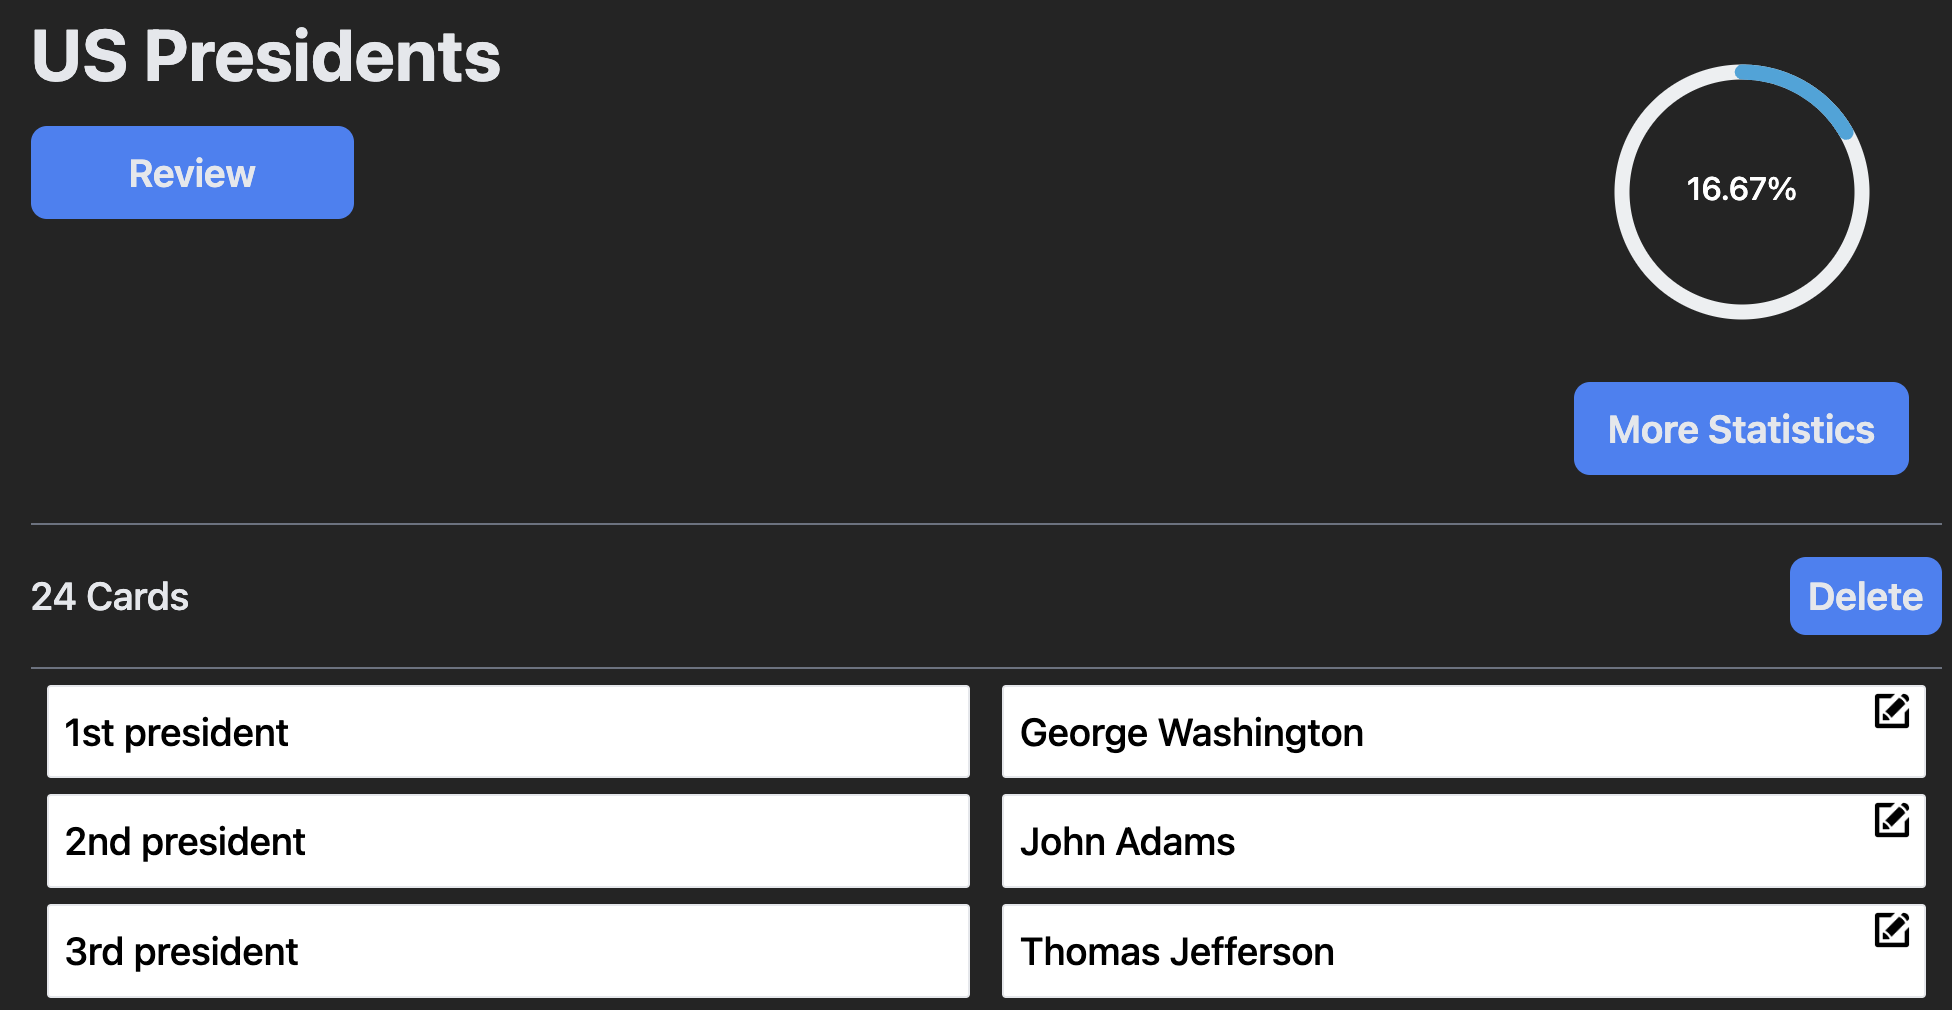 US Presidents
Review
16.67%
More Statistics
24 Cards
Delete
1st president
George Washington
2nd president
John Adams
3rd president
Thomas Jefferson